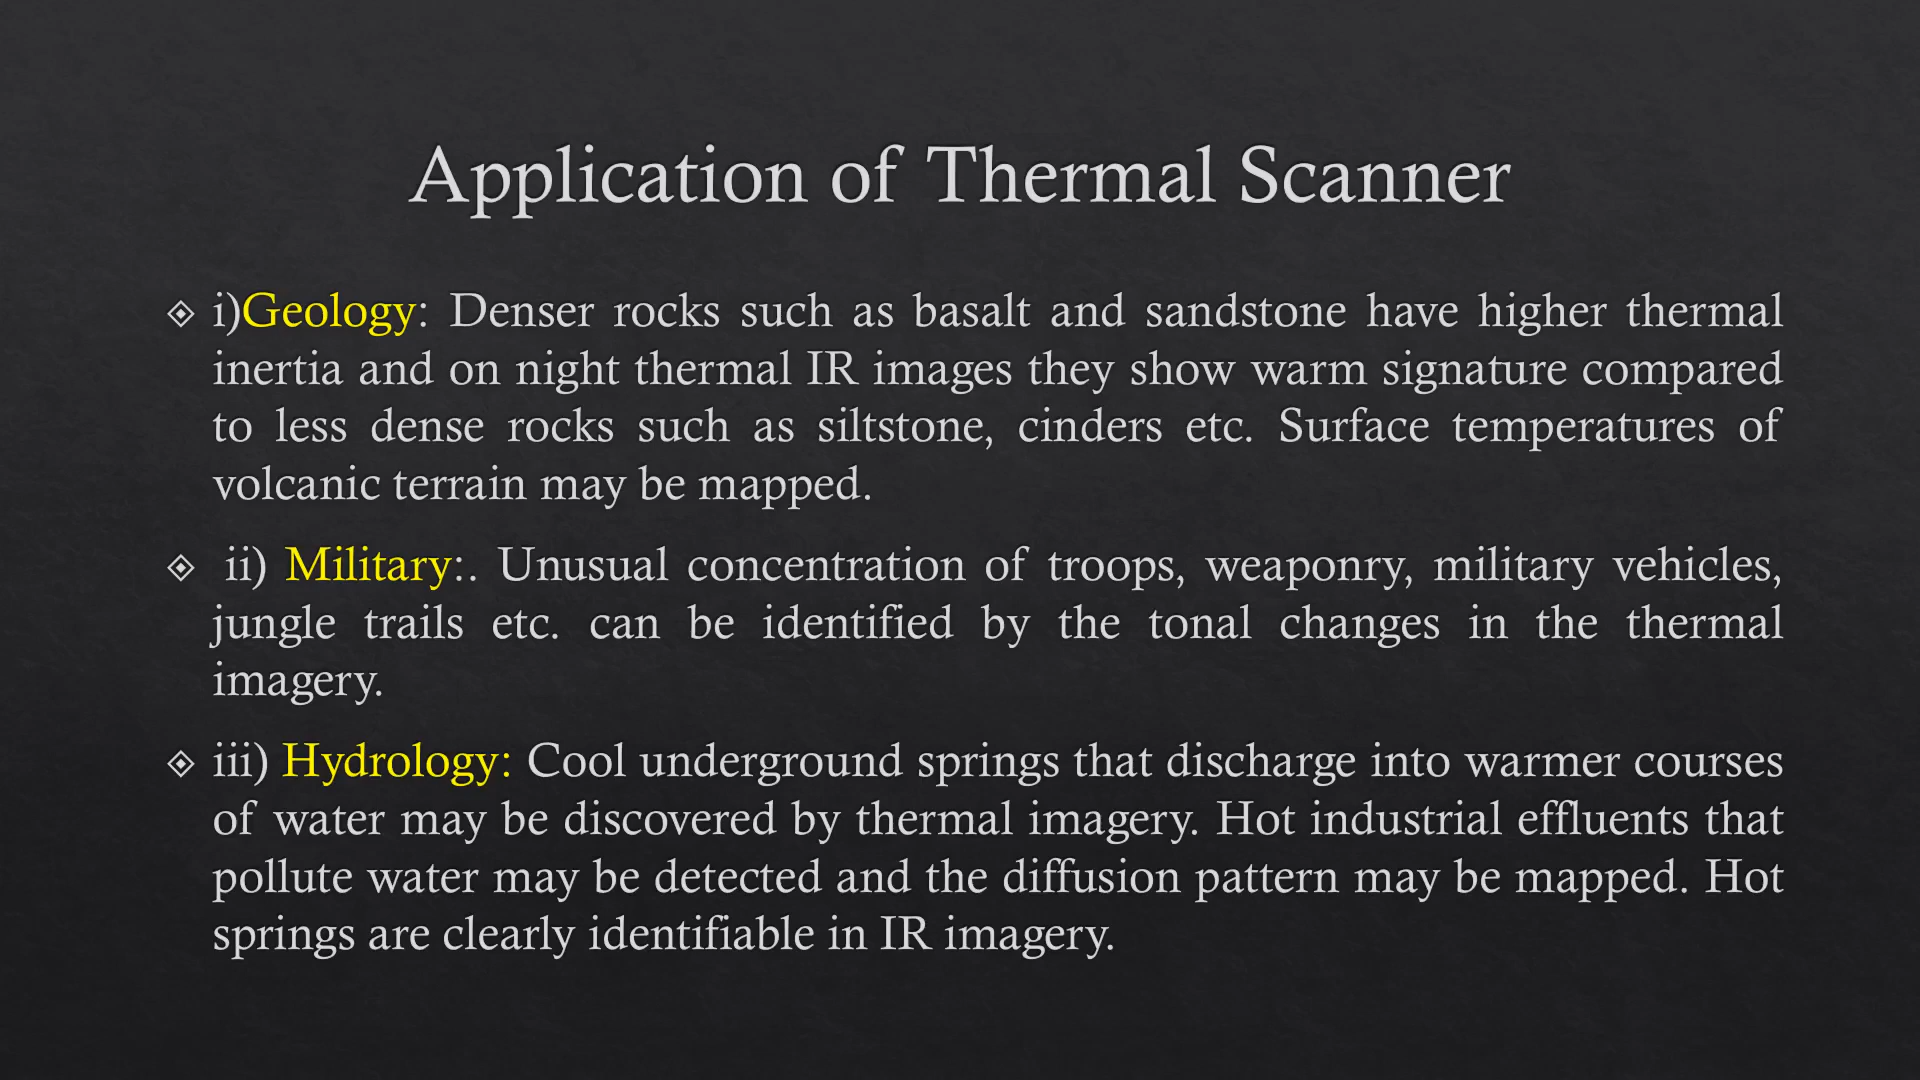 Application of Thermal Scanner
i)Geology: Denser rocks such as basalt and sandstone have higher thermal
inertia and on night thermal IR images they show warm signature compared
to less dense rocks such as siltstone, cinders etc. Surface temperatures of
volcanic terrain may be mapped.
ii) Military:. Unusual concentration of troops, weaponry, military vehicles,
jungle trails etc. can be identified by the tonal changes in the thermal
imagery.
iii) Hydrology: Cool underground springs that discharge into warmer courses
of water may be discovered by thermal imagery. Hot industrial effluents that
pollute water may be detected and the diffusion pattern may be mapped. Hot
springs are clearly identifiable in IR imagery.